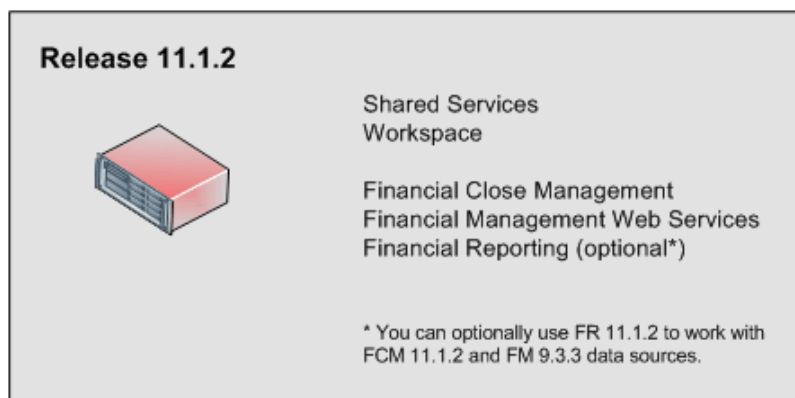 Release 11.1.2
Shared Services
Workspace
Financial Close Management
Financial Management Web Services
Financial Reporting (optional*)
* You can optionally use FR 11.1.2 to work with
FCM 11.1.2 and FM 9.3.3 data sources.